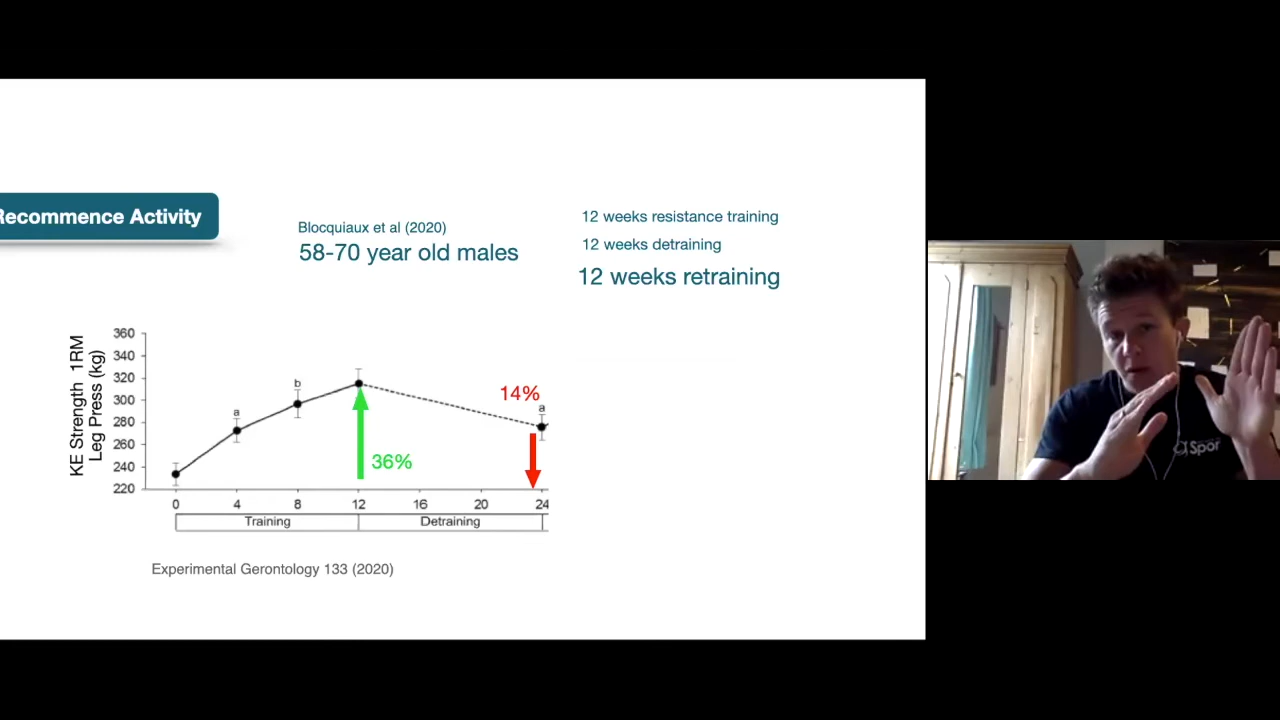 Recommence Activity
Blocquiaux et al (2020)
58-70 year old males
12 weeks resistance training
12 weeks detraining
12 weeks retraining
KE Strength 1RM
Leg Press (kg)
360
340
320
300
280
260
240
220
a
b
a
14%
36%
0 4 8 12 16 20 24
Training Detraining
Experimental Gerontology 133 (2020)
Spor